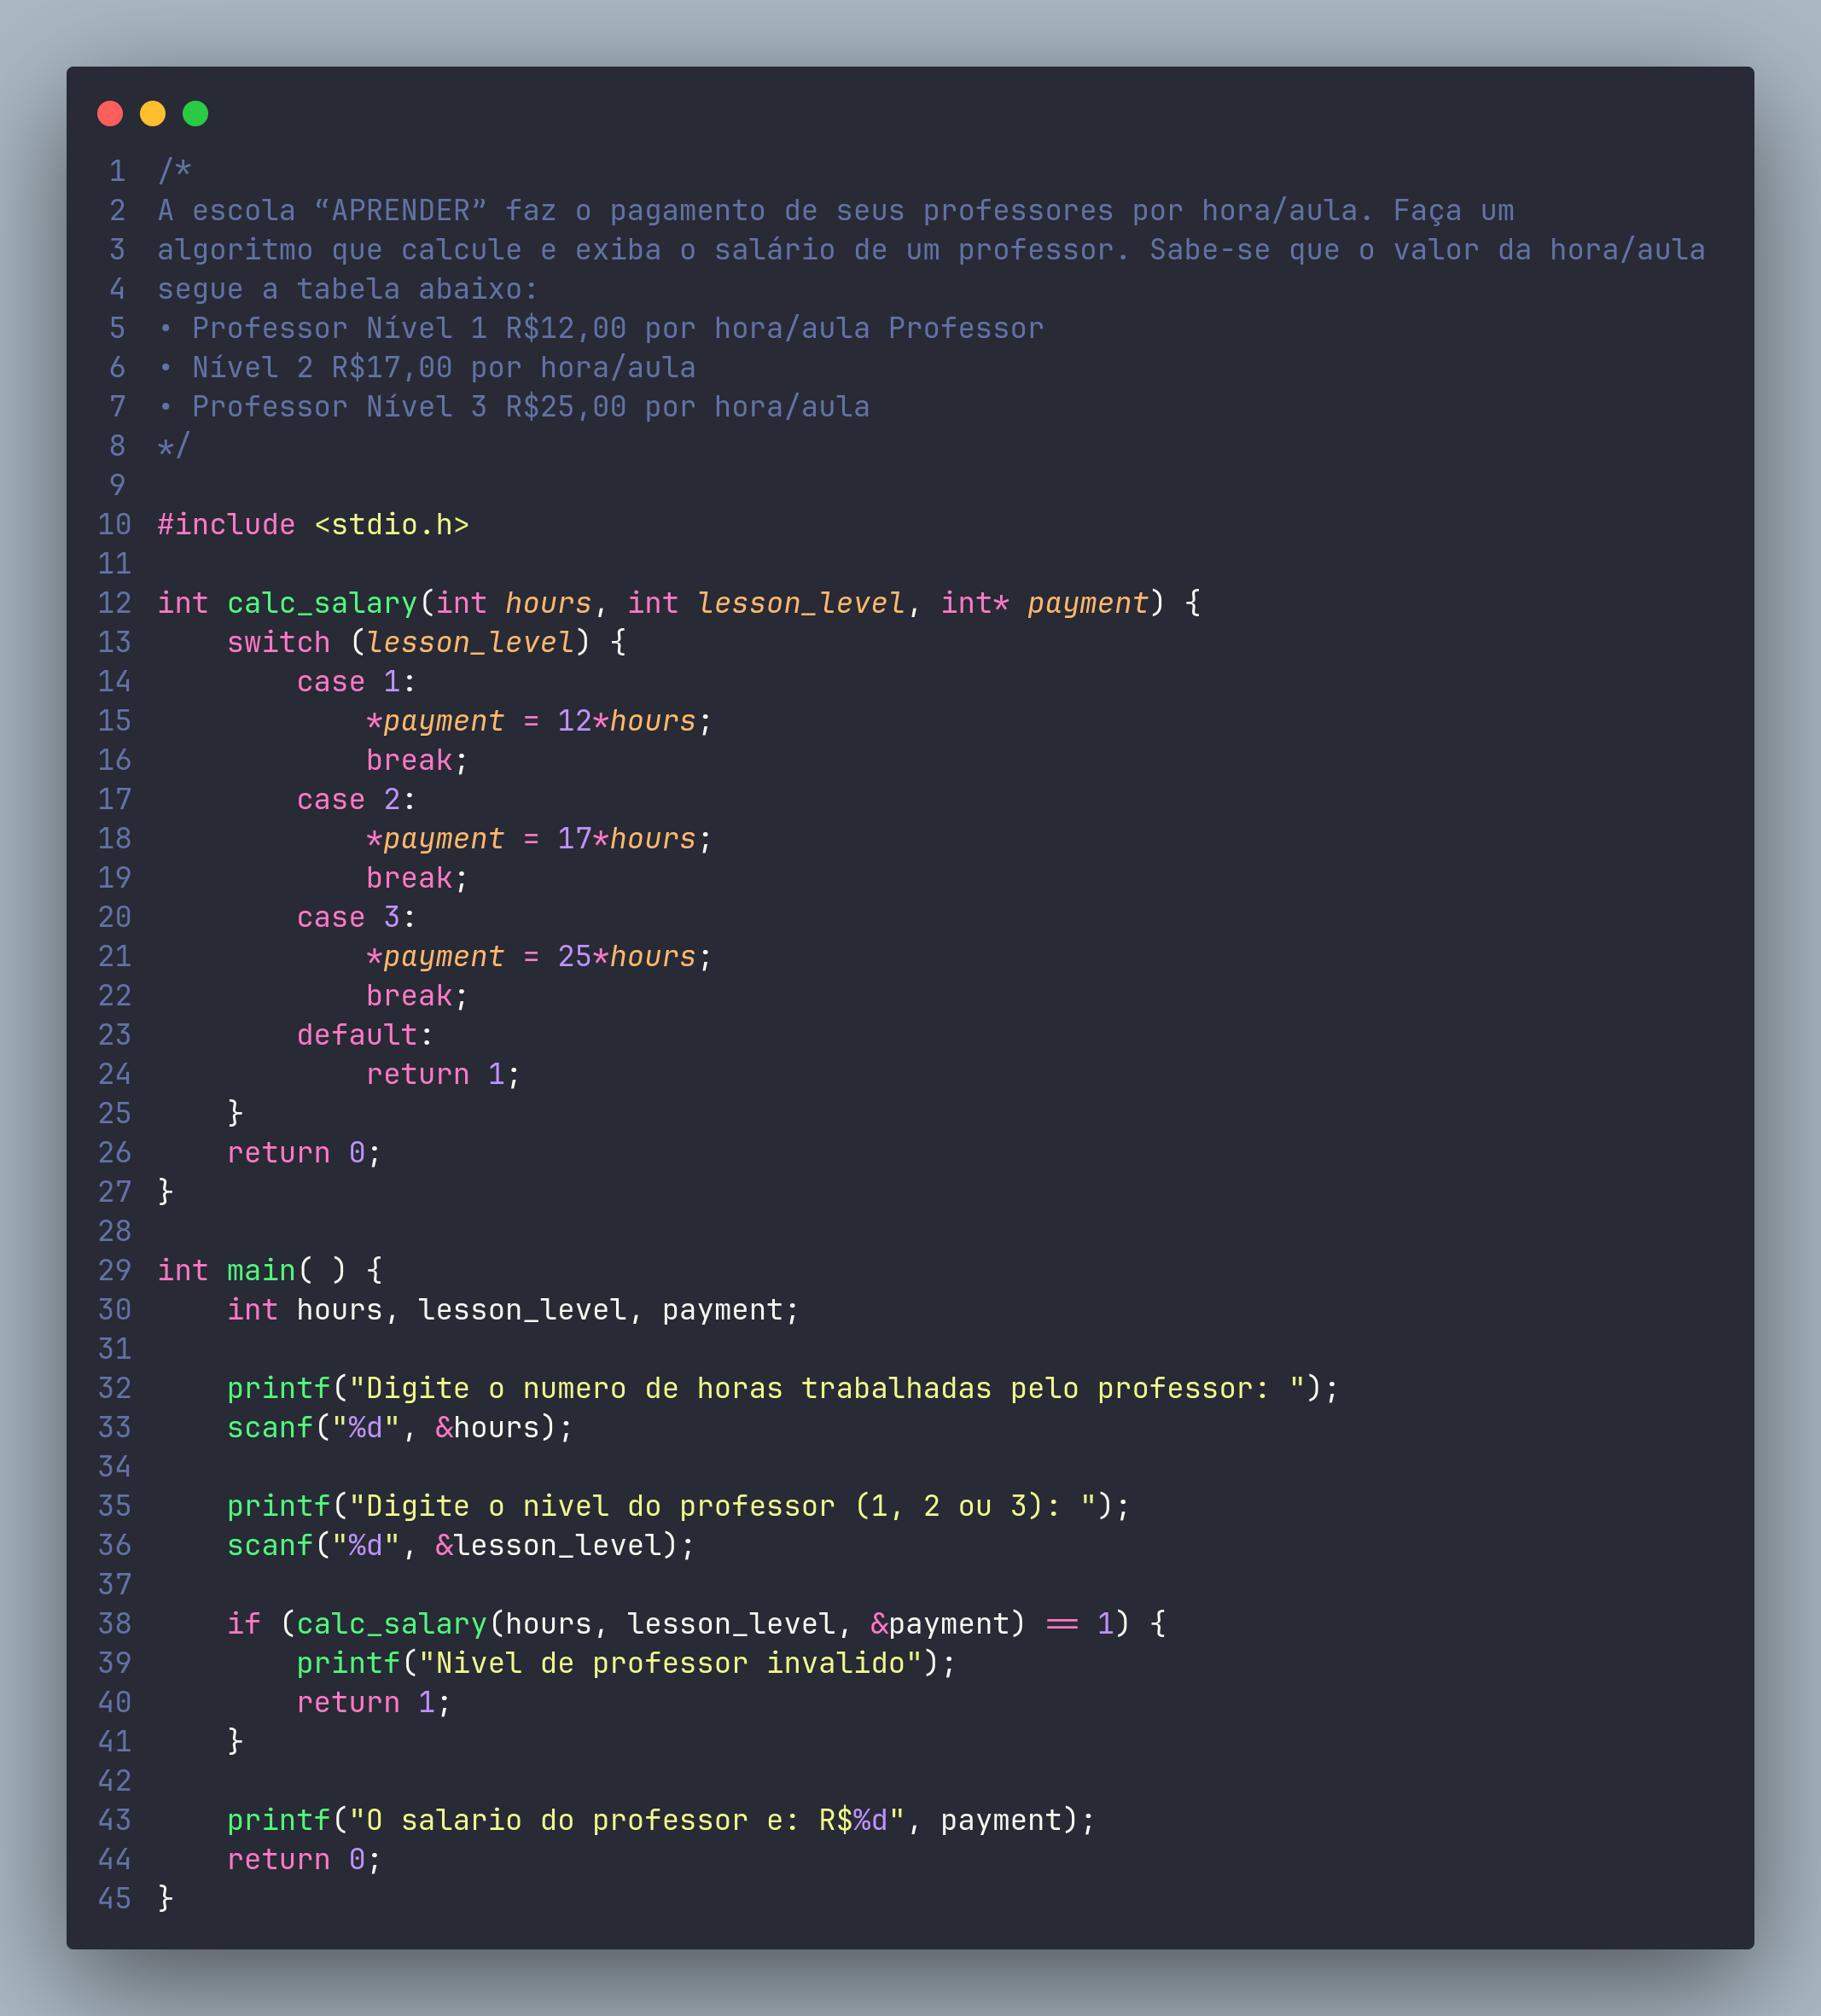 1 /*
2 A escola “APRENDER” faz o pagamento de seus professores por hora/aula. Faça um
3 algoritmo que calcule e exiba o salário de um professor. Sabe-se que o valor da hora/aula
4 segue a tabela abaixo:
5 • Professor Nível 1 R$12,00 por hora/aula Professor
6 • Nível 2 R$17,00 por hora/aula
7 • Professor Nível 3 R$25,00 por hora/aula
8 */
9
10 #include <stdio.h>
11
12 int calc_salary(int hours, int lesson_level, int* payment) {
13     switch (lesson_level) {
14         case 1:
15             *payment = 12*hours;
16             break;
17         case 2:
18             *payment = 17*hours;
19             break;
20         case 3:
21             *payment = 25*hours;
22             break;
23         default:
24             return 1;
25     }
26     return 0;
27 }
28
29 int main( ) {
30     int hours, lesson_level, payment;
31
32     printf("Digite o numero de horas trabalhadas pelo professor: ");
33     scanf("%d", &hours);
34
35     printf("Digite o nivel do professor (1, 2 ou 3): ");
36     scanf("%d", &lesson_level);
37
38     if (calc_salary(hours, lesson_level, &payment) == 1) {
39         printf("Nivel de professor invalido");
40         return 1;
41     }
42
43     printf("O salario do professor e: R$%d", payment);
44     return 0;
45 }